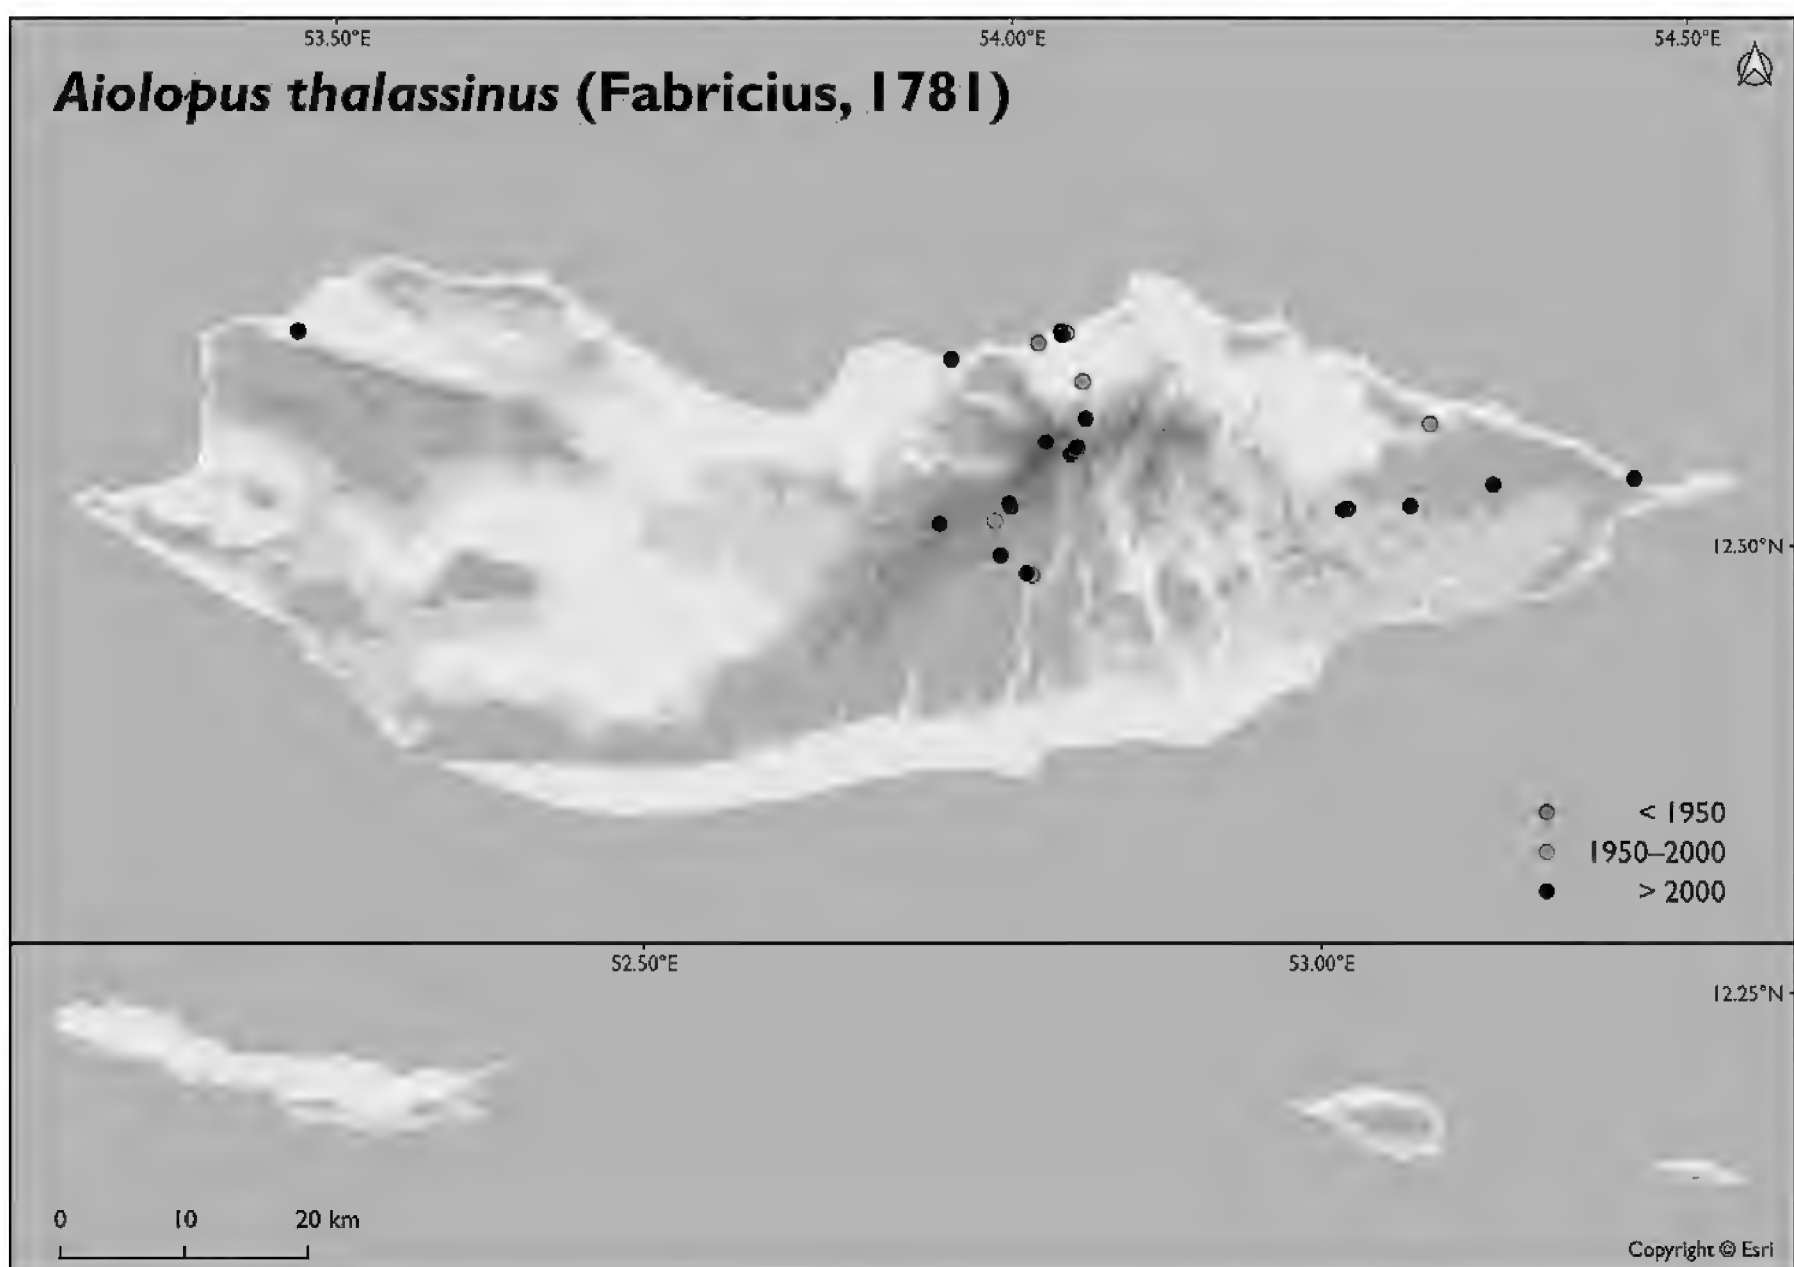 53.50°E
54.00°E
54.50°E
Aiolopus thalassinus (Fabricius, 1781)
12.50°N
< 1950
1950–2000
> 2000
52.50°E
53.00°E
12.25°N
0 10 20 km
Copyright © Esri